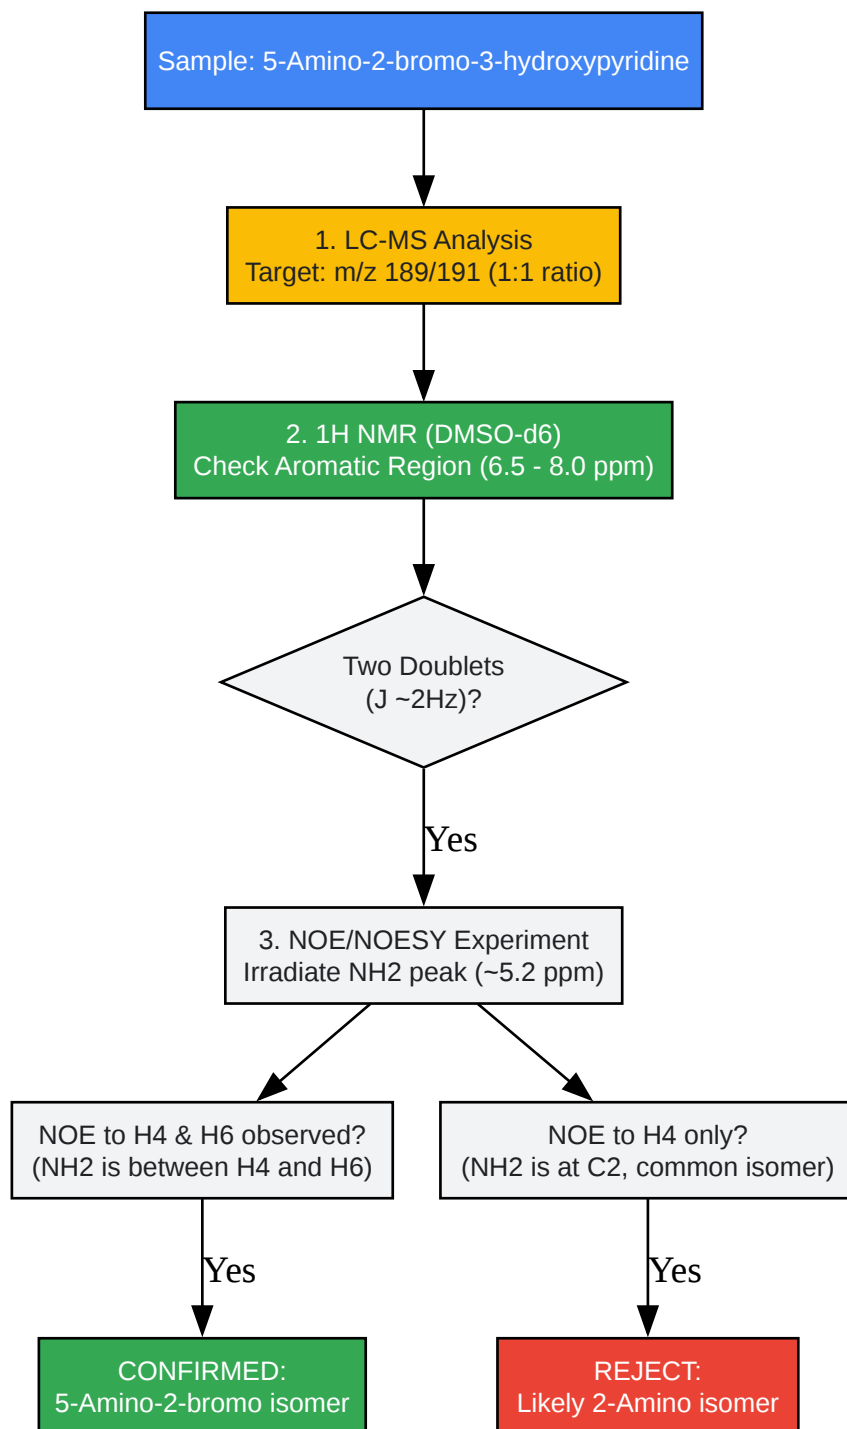 Sample: 5-Amino-2-bromo-3-hydroxypyridine
1. LC-MS Analysis
Target: m/z 189/191 (1:1 ratio)
2. 1H NMR (DMSO-d6)
Check Aromatic Region (6.5 - 8.0 ppm)
Two Doublets
(J ~2Hz)?
Yes
3. NOE/NOESY Experiment
Irradiate NH2 peak (~5.2 ppm)
NOE to H4 & H6 observed?
(NH2 is between H4 and H6)
NOE to H4 only?
(NH2 is at C2, common isomer)
Yes
Yes
CONFIRMED:
5-Amino-2-bromo isomer
REJECT:
Likely 2-Amino isomer